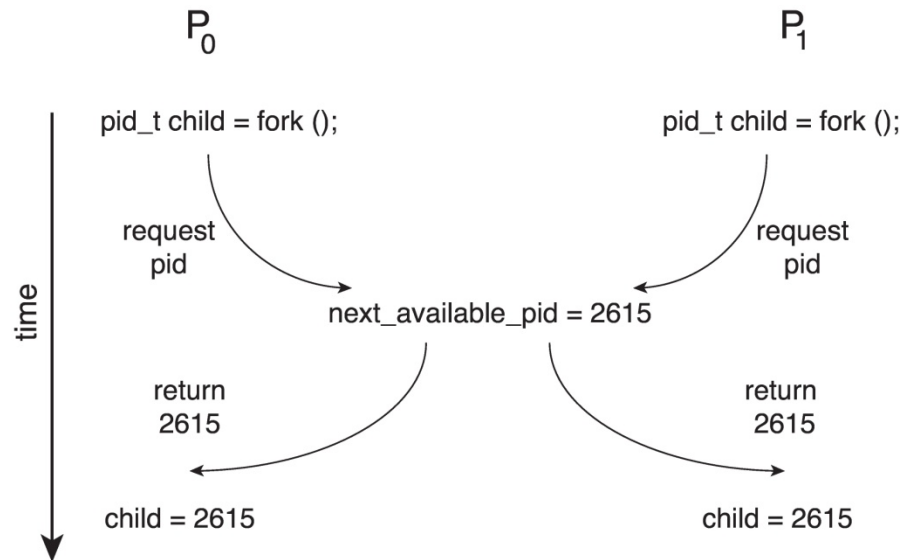 P0 P1
pid_t child = fork (); pid_t child = fork ();
request request
pid pid
next_available_pid = 2615
time
return return
2615 2615
child = 2615 child = 2615